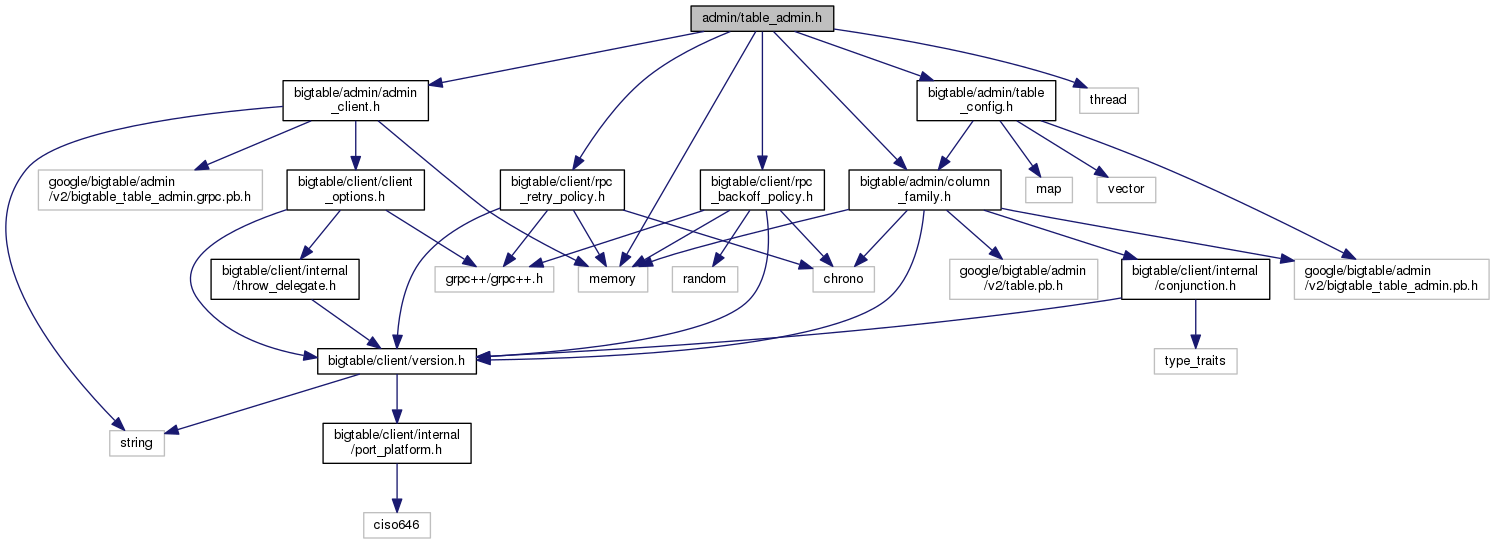 admin/table_admin.h
bigtable/admin/admin
_client.h
bigtable/admin/table
_config.h
thread
google/bigtable/admin
/v2/bigtable_table_admin.grpc.pb.h
bigtable/client/client
_options.h
bigtable/client/rpc
_retry_policy.h
bigtable/client/rpc
_backoff_policy.h
bigtable/admin/column
_family.h
map
vector
bigtable/client/internal
/throw_delegate.h
grpc++/grpc++.h
memory
random
chrono
google/bigtable/admin
/v2/table.pb.h
bigtable/client/internal
/conjunction.h
google/bigtable/admin
/v2/bigtable_table_admin.pb.h
bigtable/client/version.h
type_traits
string
bigtable/client/internal
/port_platform.h
ciso646